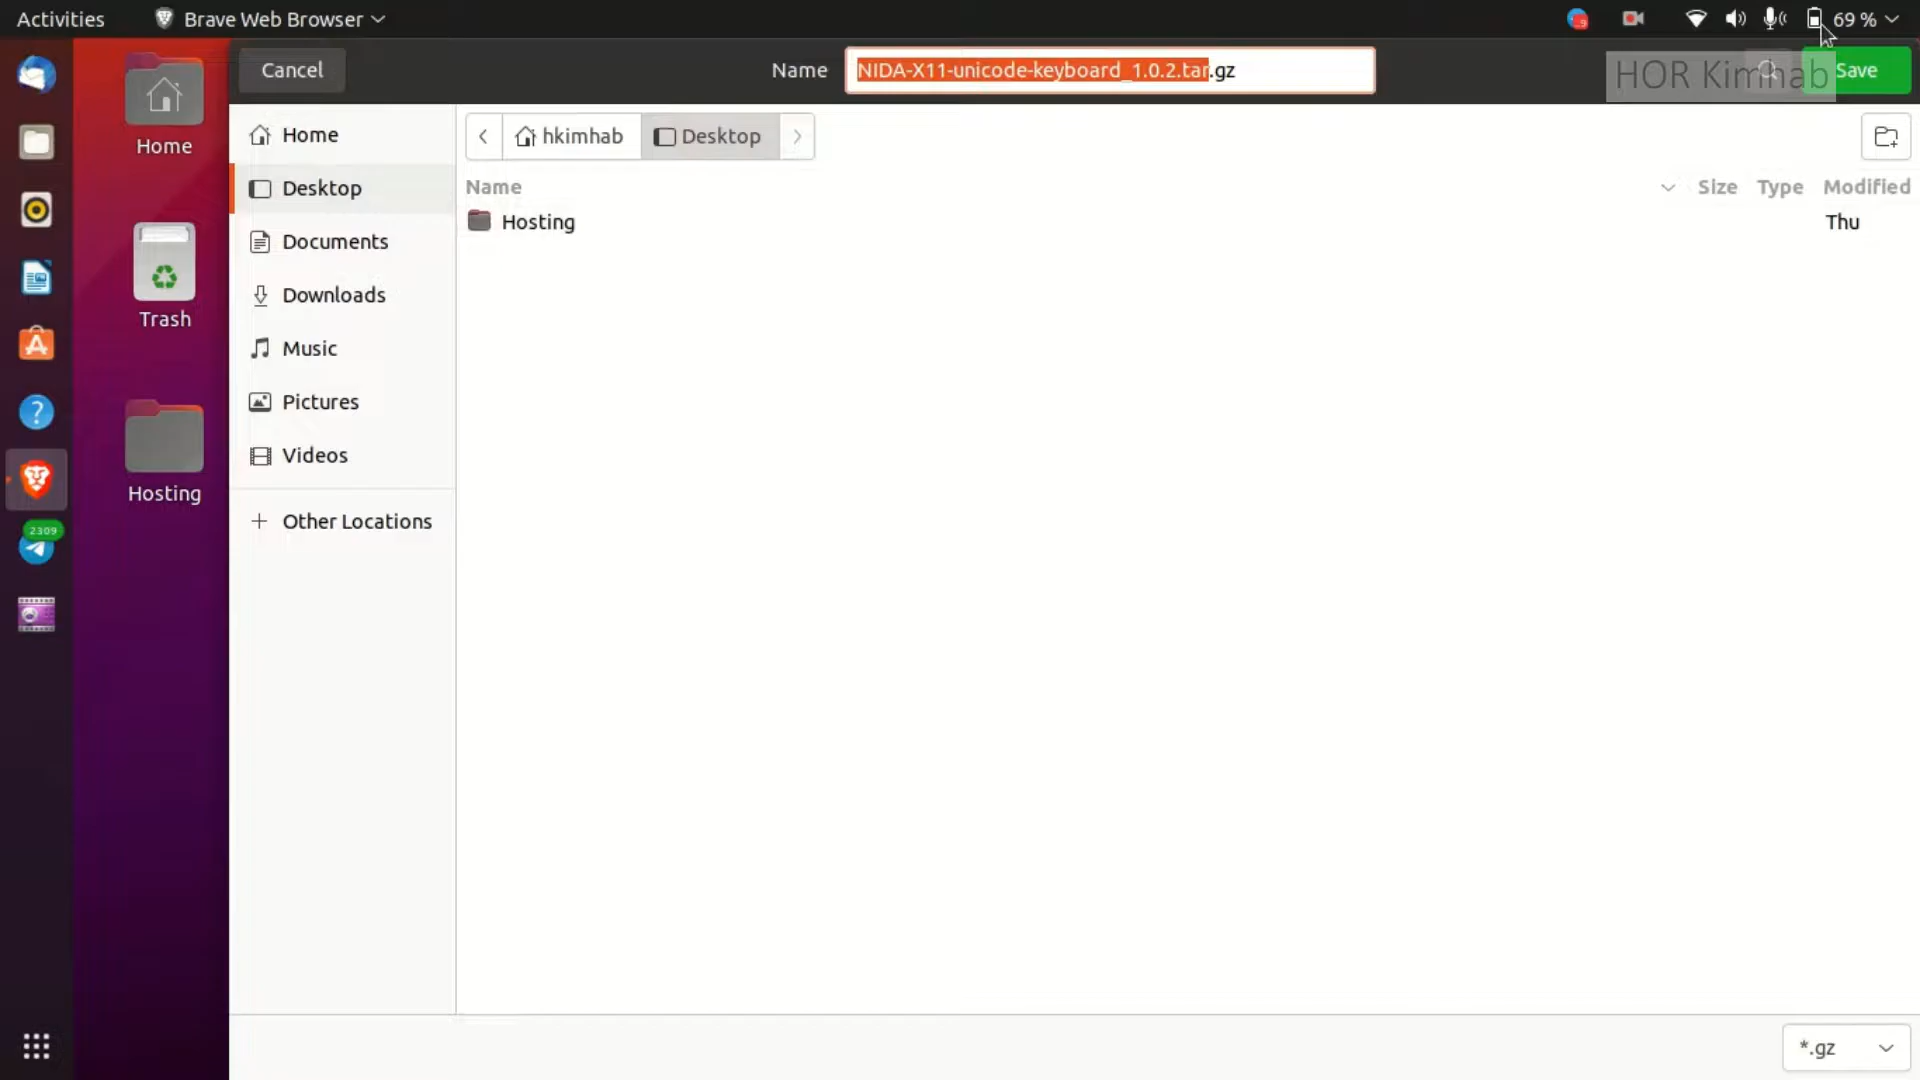 Activities
Brave Web Browser
69 %
Cancel
Name
NIDA-X11-unicode-keyboard_1.0.2.tar.gz
HOR Kimhab
Save
Home
Trash
Hosting
2309
Home
Desktop
Documents
Downloads
Music
Pictures
Videos
Other Locations
hkimhab
Desktop
Name
Size
Type
Modified
Hosting
Thu
*.gz